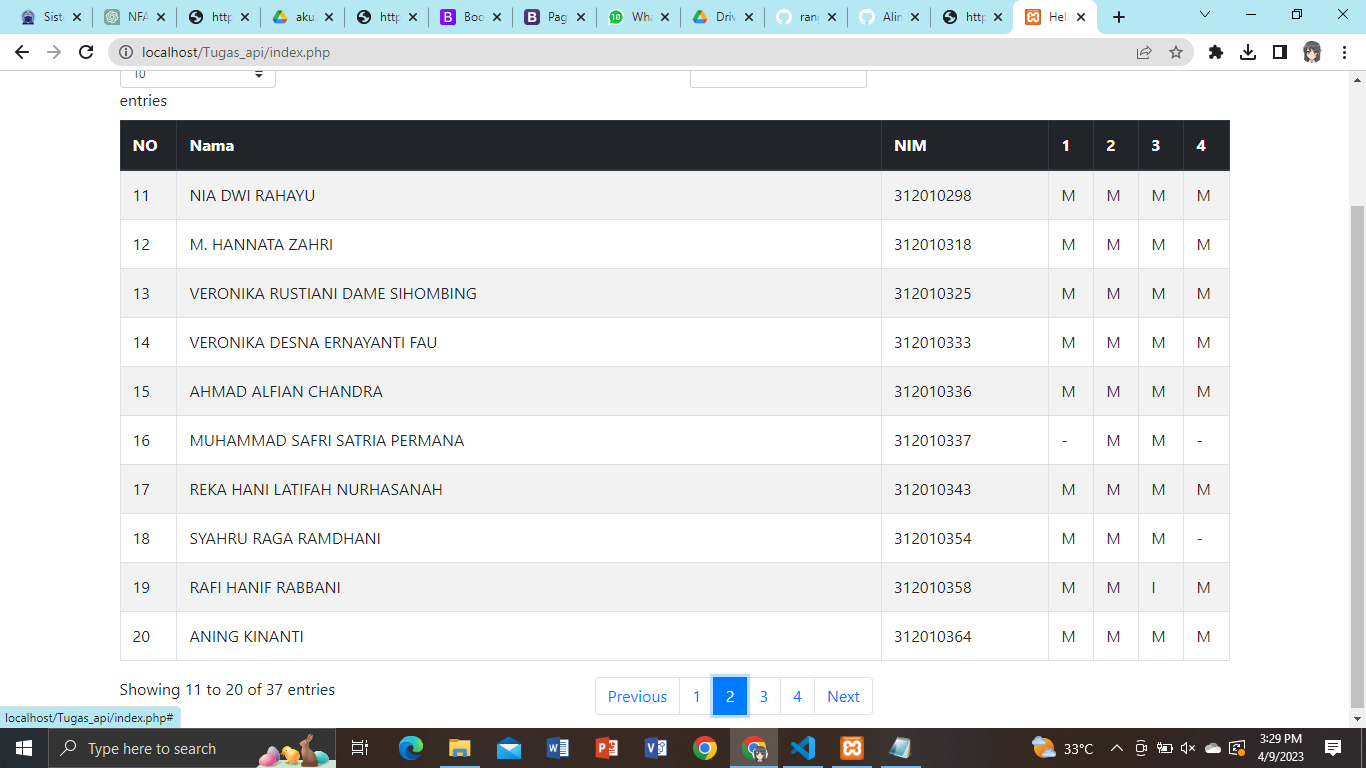 Siste NFA http aku. http Boo Pag Wha Driv ranc Alin http Hel
localhost/Tugas_api/index.php
10
entries
NO Nama NIM 1 2 3 4
11 NIA DWI RAHAYU 312010298 M M M M
12 M. HANNATA ZAHRI 312010318 M M M M
13 VERONIKA RUSTIANI DAME SIHOMBING 312010325 M M M M
14 VERONIKA DESNA ERNAYANTI FAU 312010333 M M M M
15 AHMAD ALFIAN CHANDRA 312010336 M M M M
16 MUHAMMAD SAFRI SATRIA PERMANA 312010337 - M M -
17 REKA HANI LATIFAH NURHASANAH 312010343 M M M M
18 SYAHRU RAGA RAMDHANI 312010354 M M M -
19 RAFI HANIF RABBANI 312010358 M M I M
20 ANING KINANTI 312010364 M M M M
Showing 11 to 20 of 37 entries Previous 1 2 3 4 Next
localhost/Tugas_api/index.php#
Type here to search 33°C 3:29 PM
4/9/2023